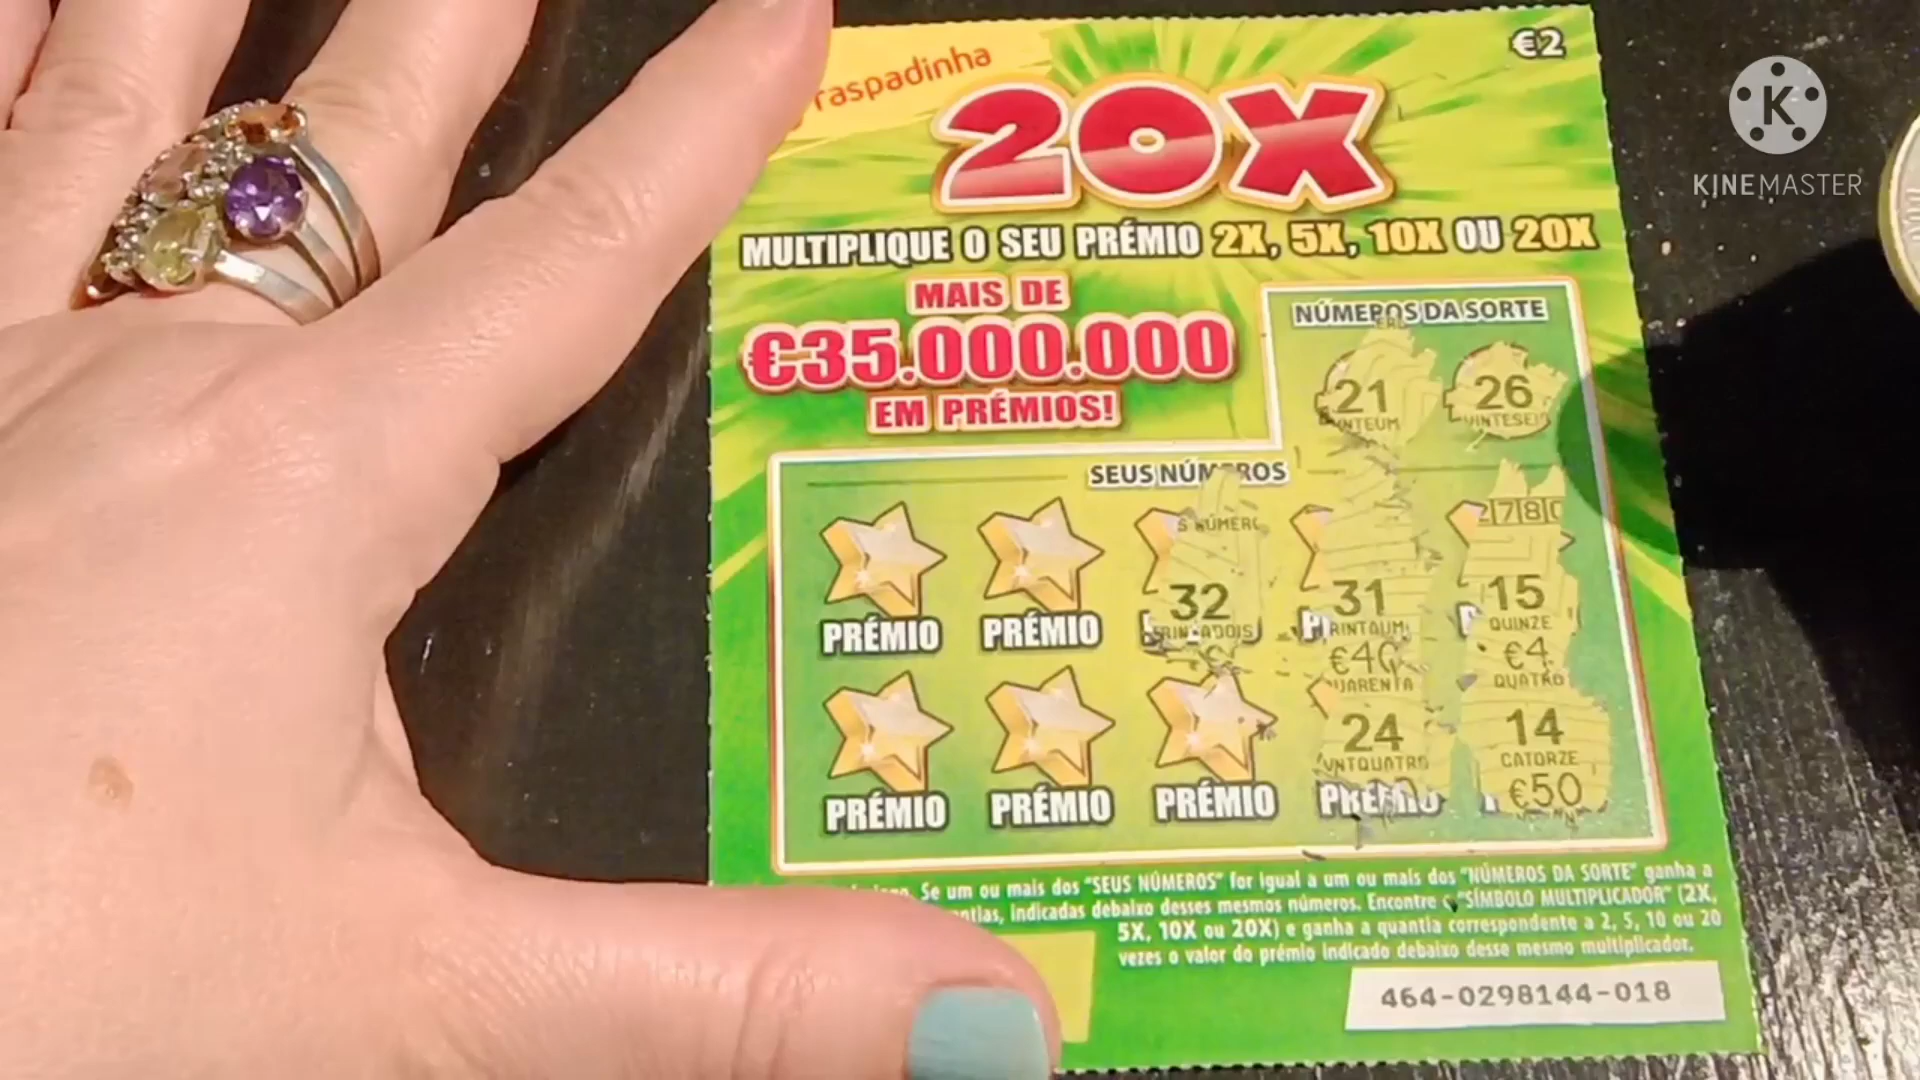 raspadinha
€2
20X
MULTIPLIQUE O SEU PRÉMIO 2X, 5X, 10X OU 20X
MAIS DE
€35.000.000
EM PRÉMIOS!
NÚMEROS DA SORTE
21 26
SEUS NÚMEROS
32 31 15
QUINZE
PRÉMIO PRÉMIO
€40 €4
QUATRO
24 14
CATORZE
PRÉMIO PRÉMIO PRÉMIO PRÉMIO €50
Se um ou mais dos "SEUS NÚMEROS" for igual a um ou mais dos "NÚMEROS DA SORTE" ganha a
indicadas debaixo desses mesmos números. Encontre o "SÍMBOLO MULTIPLICADOR" (2X,
5X, 10X ou 20X) e ganha a quantia correspondente a 2, 5, 10 ou 20
vezes o valor do prémio indicado debaixo desse mesmo multiplicador.
464-0298144-018
K
KINEMASTER